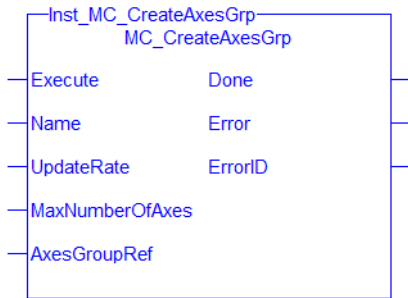 Inst_MC_CreateAxesGrp
MC_CreateAxesGrp
Execute Done
Name Error
UpdateRate ErrorID
MaxNumberOfAxes
AxesGroupRef